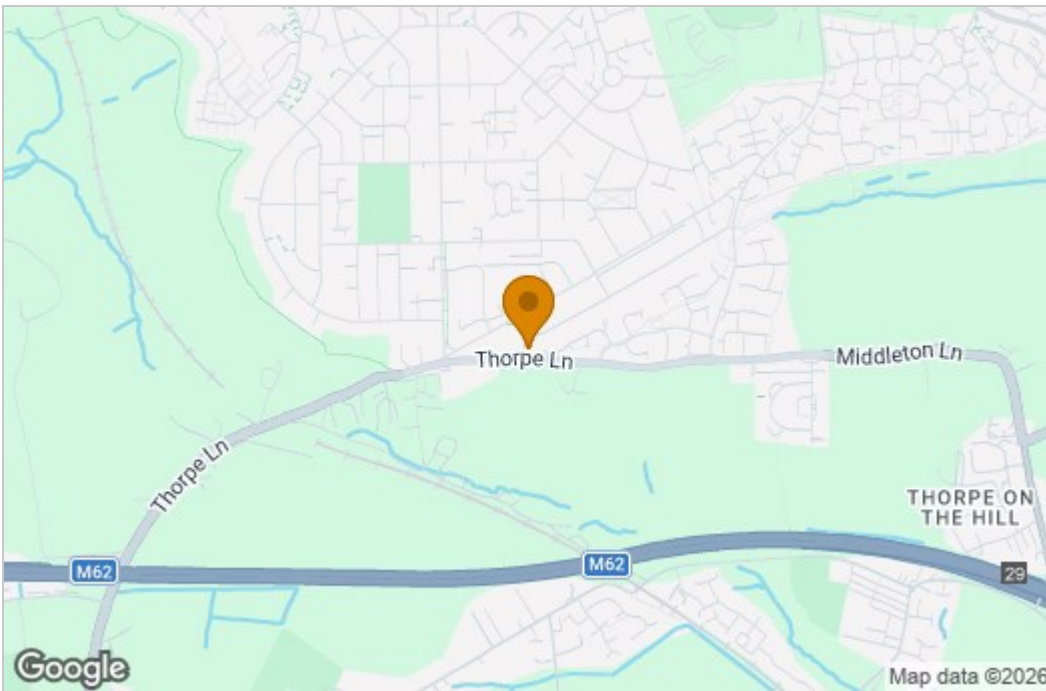 Thorpe Ln
Middleton Ln
Thorpe Ln
THORPE ON
THE HILL
M62
M62
29
Google
Map data ©2026